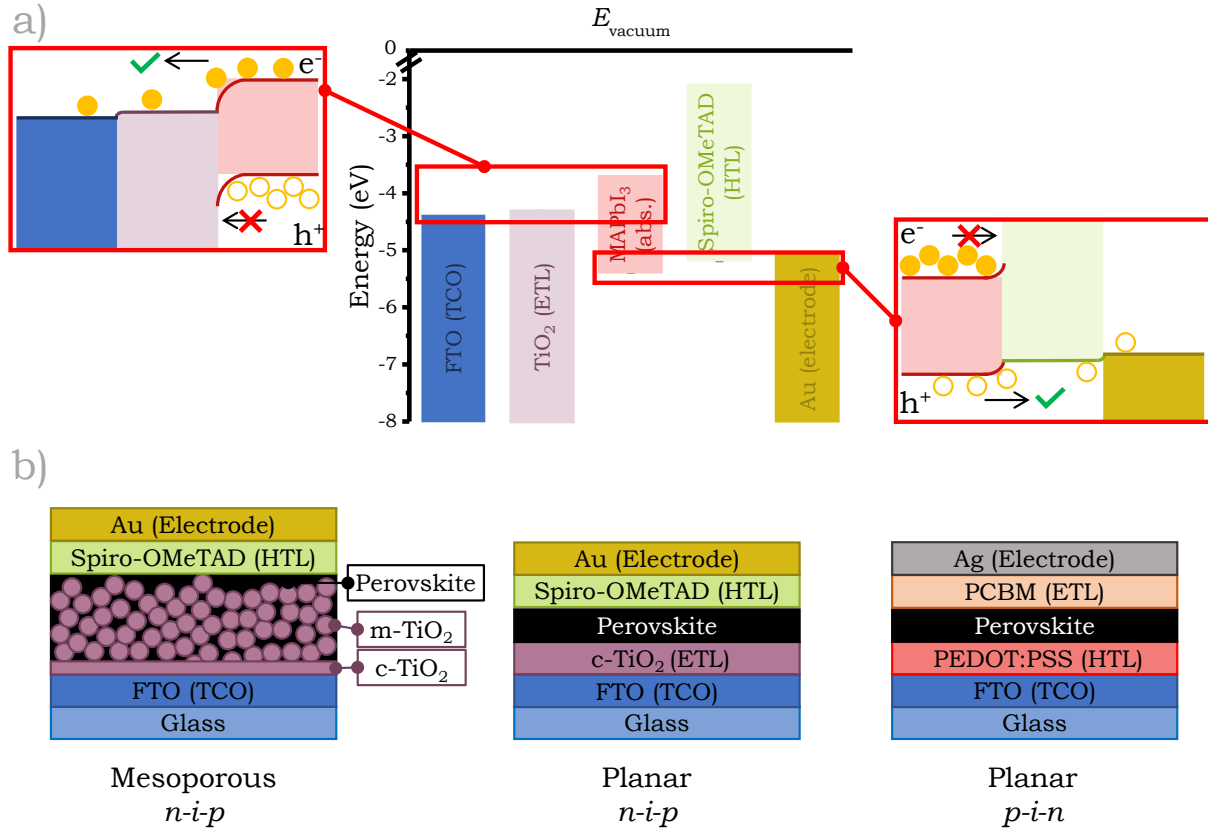 a)
E_vacuum
e⁻
h⁺
Energy (eV)
0
-2
-3
-4
-5
-6
-7
-8
FTO (TCO)
TiO₂ (ETL)
MAPbI₃
(abs.)
Spiro-OMeTAD
(HTL)
Au (electrode)
e⁻
h⁺
b)
Au (Electrode)
Spiro-OMeTAD (HTL)
Perovskite
m-TiO₂
c-TiO₂
FTO (TCO)
Glass
Mesoporous
n-i-p
Au (Electrode)
Spiro-OMeTAD (HTL)
Perovskite
c-TiO₂ (ETL)
FTO (TCO)
Glass
Planar
n-i-p
Ag (Electrode)
PCBM (ETL)
Perovskite
PEDOT:PSS (HTL)
FTO (TCO)
Glass
Planar
p-i-n